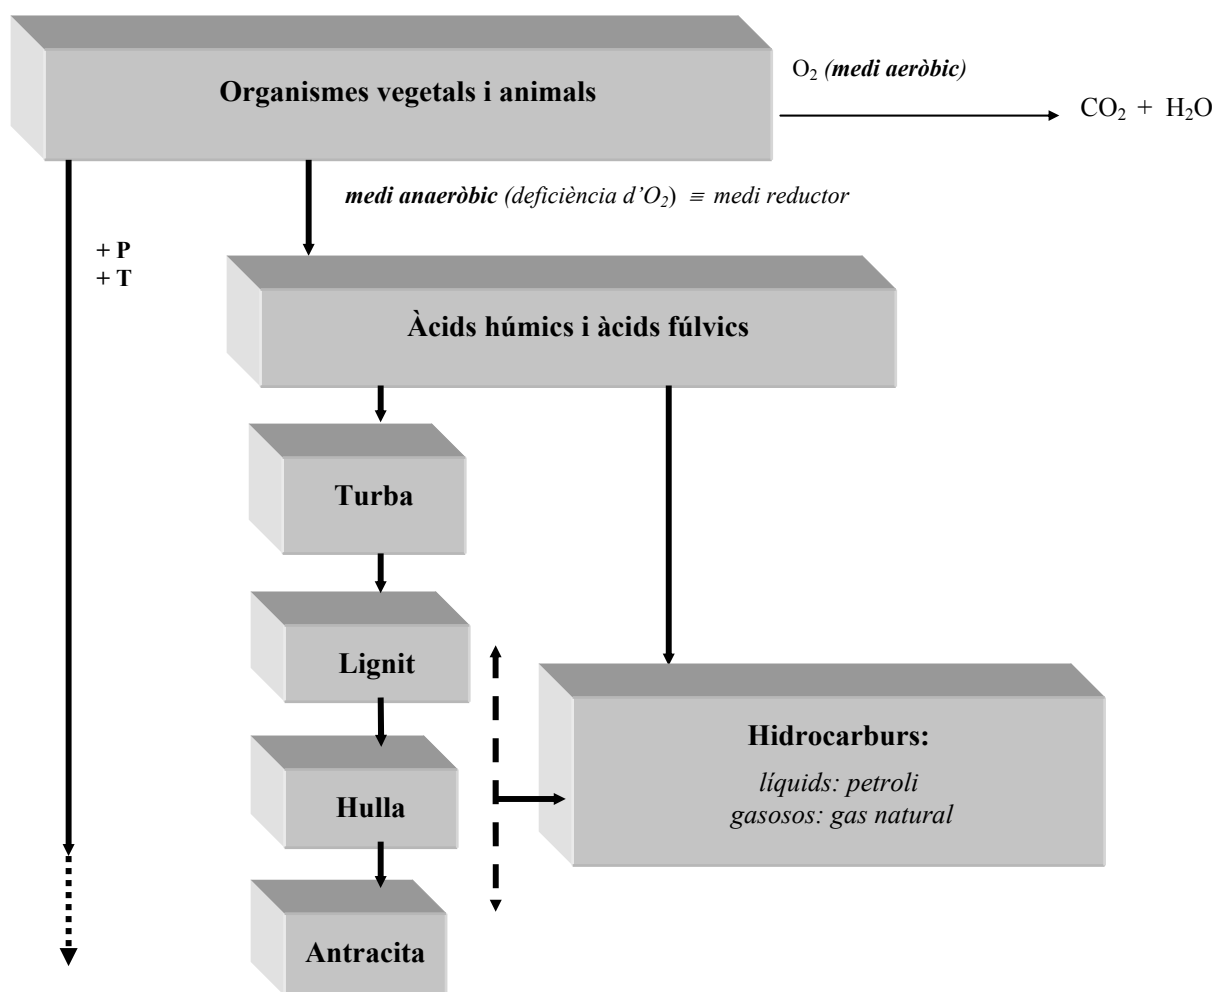 Organismes vegetals i animals
O₂ (medi aeròbic)
CO₂ + H₂O
medi anaeròbic (deficiència d’O₂) ≡ medi reductor
+ P
+ T
Àcids húmics i àcids fúlvics
Turba
Lignit
Hulla
Antracita
Hidrocarburs:
líquids: petroli
gasosos: gas natural